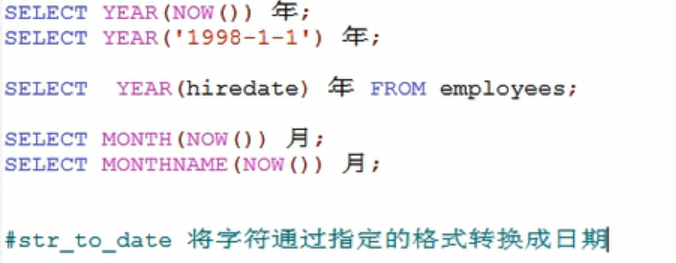 SELECT YEAR(NOW()) 年;
SELECT YEAR('1998-1-1') 年;
SELECT  YEAR(hiredate) 年 FROM employees;
SELECT MONTH(NOW()) 月;
SELECT MONTHNAME(NOW()) 月;
#str_to_date 将字符通过指定的格式转换成日期